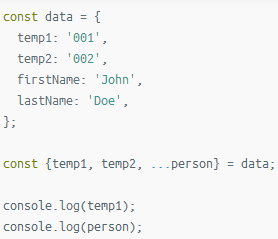 const data = {
  temp1: '001',
  temp2: '002',
  firstName: 'John',
  lastName: 'Doe',
};

const {temp1, temp2, ...person} = data;

console.log(temp1);
console.log(person);